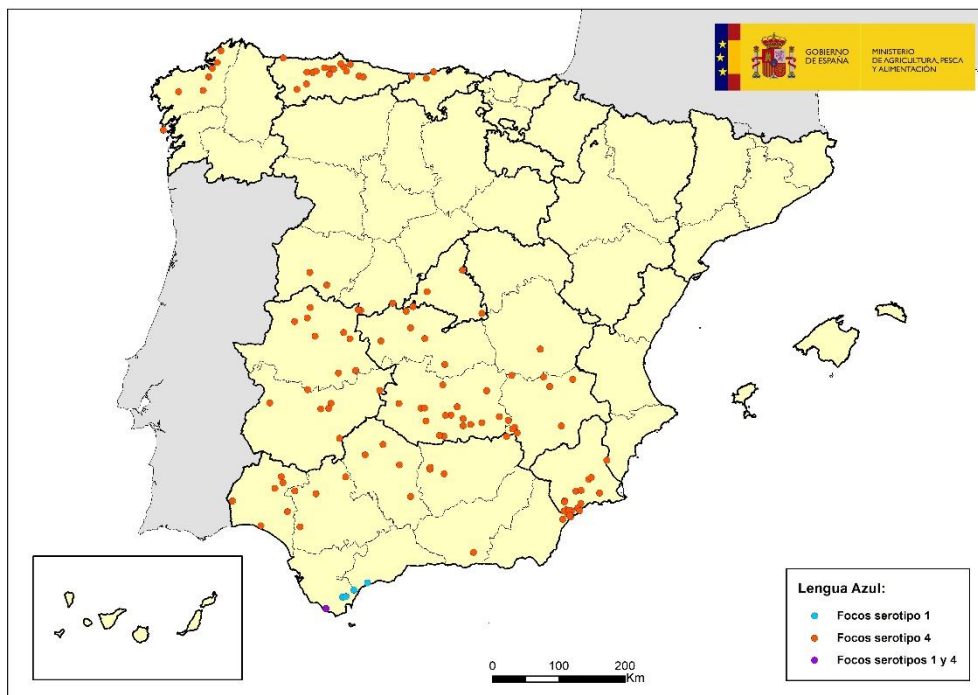 GOBIERNO
DE ESPAÑA
MINISTERIO
DE AGRICULTURA, PESCA
Y ALIMENTACIÓN
Lengua Azul:
Focos serotipo 1
Focos serotipo 4
Focos serotipos 1 y 4
0 100 200
Km